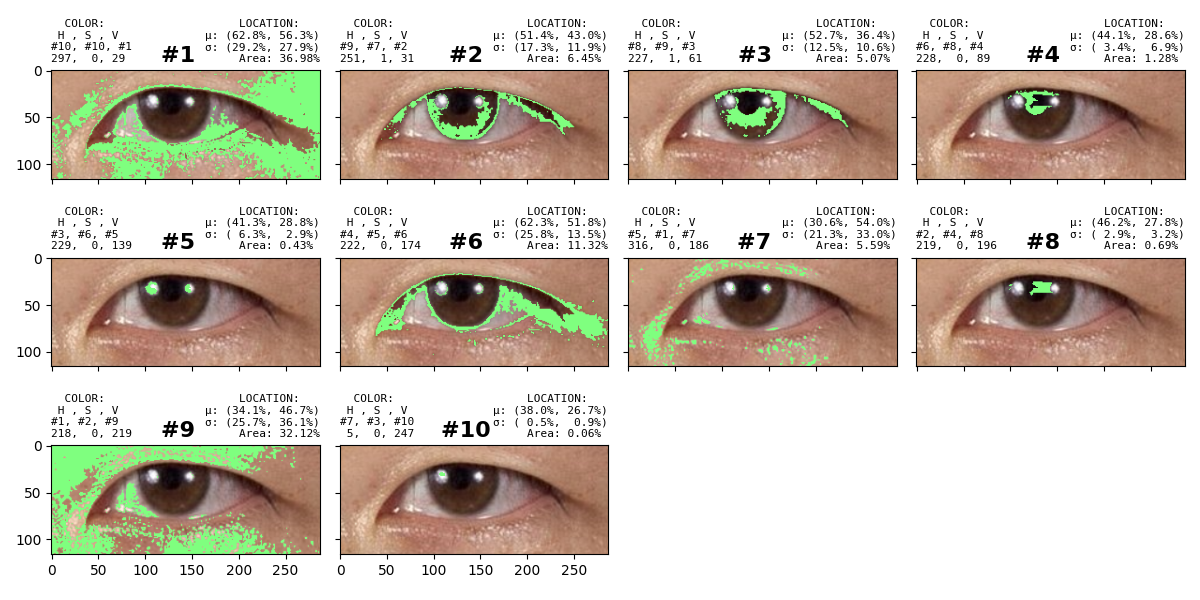 COLOR: LOCATION:
H , S , V μ: (62.8%, 56.3%)
#10, #10, #1 #1 σ: (29.2%, 27.9%)
297, 0, 29 Area: 36.98%
COLOR: LOCATION:
H , S , V μ: (51.4%, 43.0%)
#9, #7, #2 #2 σ: (17.3%, 11.9%)
251, 1, 31 Area: 6.45%
COLOR: LOCATION:
H , S , V μ: (52.7%, 36.4%)
#8, #9, #3 #3 σ: (12.5%, 10.6%)
227, 1, 61 Area: 5.07%
COLOR: LOCATION:
H , S , V μ: (44.1%, 28.6%)
#6, #8, #4 #4 σ: ( 3.4%, 6.9%)
228, 0, 89 Area: 1.28%
0
50
100
COLOR: LOCATION:
H , S , V μ: (41.3%, 28.8%)
#3, #6, #5 #5 σ: ( 6.3%, 2.9%)
229, 0, 139 Area: 0.43%
COLOR: LOCATION:
H , S , V μ: (62.3%, 51.8%)
#4, #5, #6 #6 σ: (25.8%, 13.5%)
222, 0, 174 Area: 11.32%
COLOR: LOCATION:
H , S , V μ: (30.6%, 54.0%)
#5, #1, #7 #7 σ: (21.3%, 33.0%)
316, 0, 186 Area: 5.59%
COLOR: LOCATION:
H , S , V μ: (46.2%, 27.8%)
#2, #4, #8 #8 σ: ( 2.9%, 3.2%)
219, 0, 196 Area: 0.69%
0
50
100
COLOR: LOCATION:
H , S , V μ: (34.1%, 46.7%)
#1, #2, #9 #9 σ: (25.7%, 36.1%)
218, 0, 219 Area: 32.12%
COLOR: LOCATION:
H , S , V μ: (38.0%, 26.7%)
#7, #3, #10 #10 σ: ( 0.5%, 0.9%)
5, 0, 247 Area: 0.06%
0
50
100
0 50 100 150 200 250
0 50 100 150 200 250